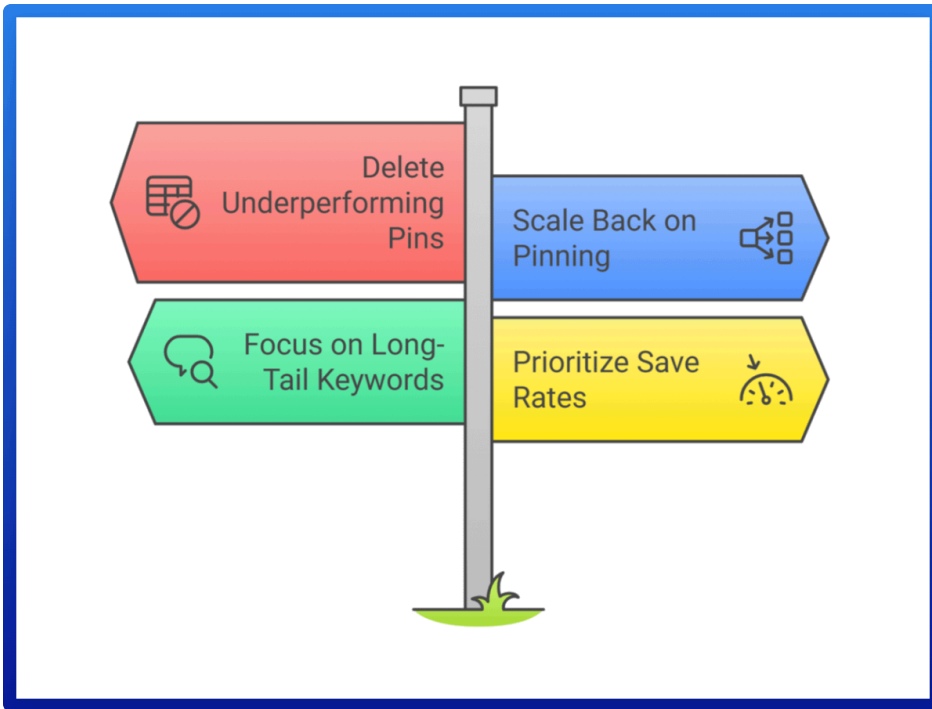 Delete
Underperforming
Pins
Scale Back on
Pinning
Focus on Long-
Tail Keywords
Prioritize Save
Rates